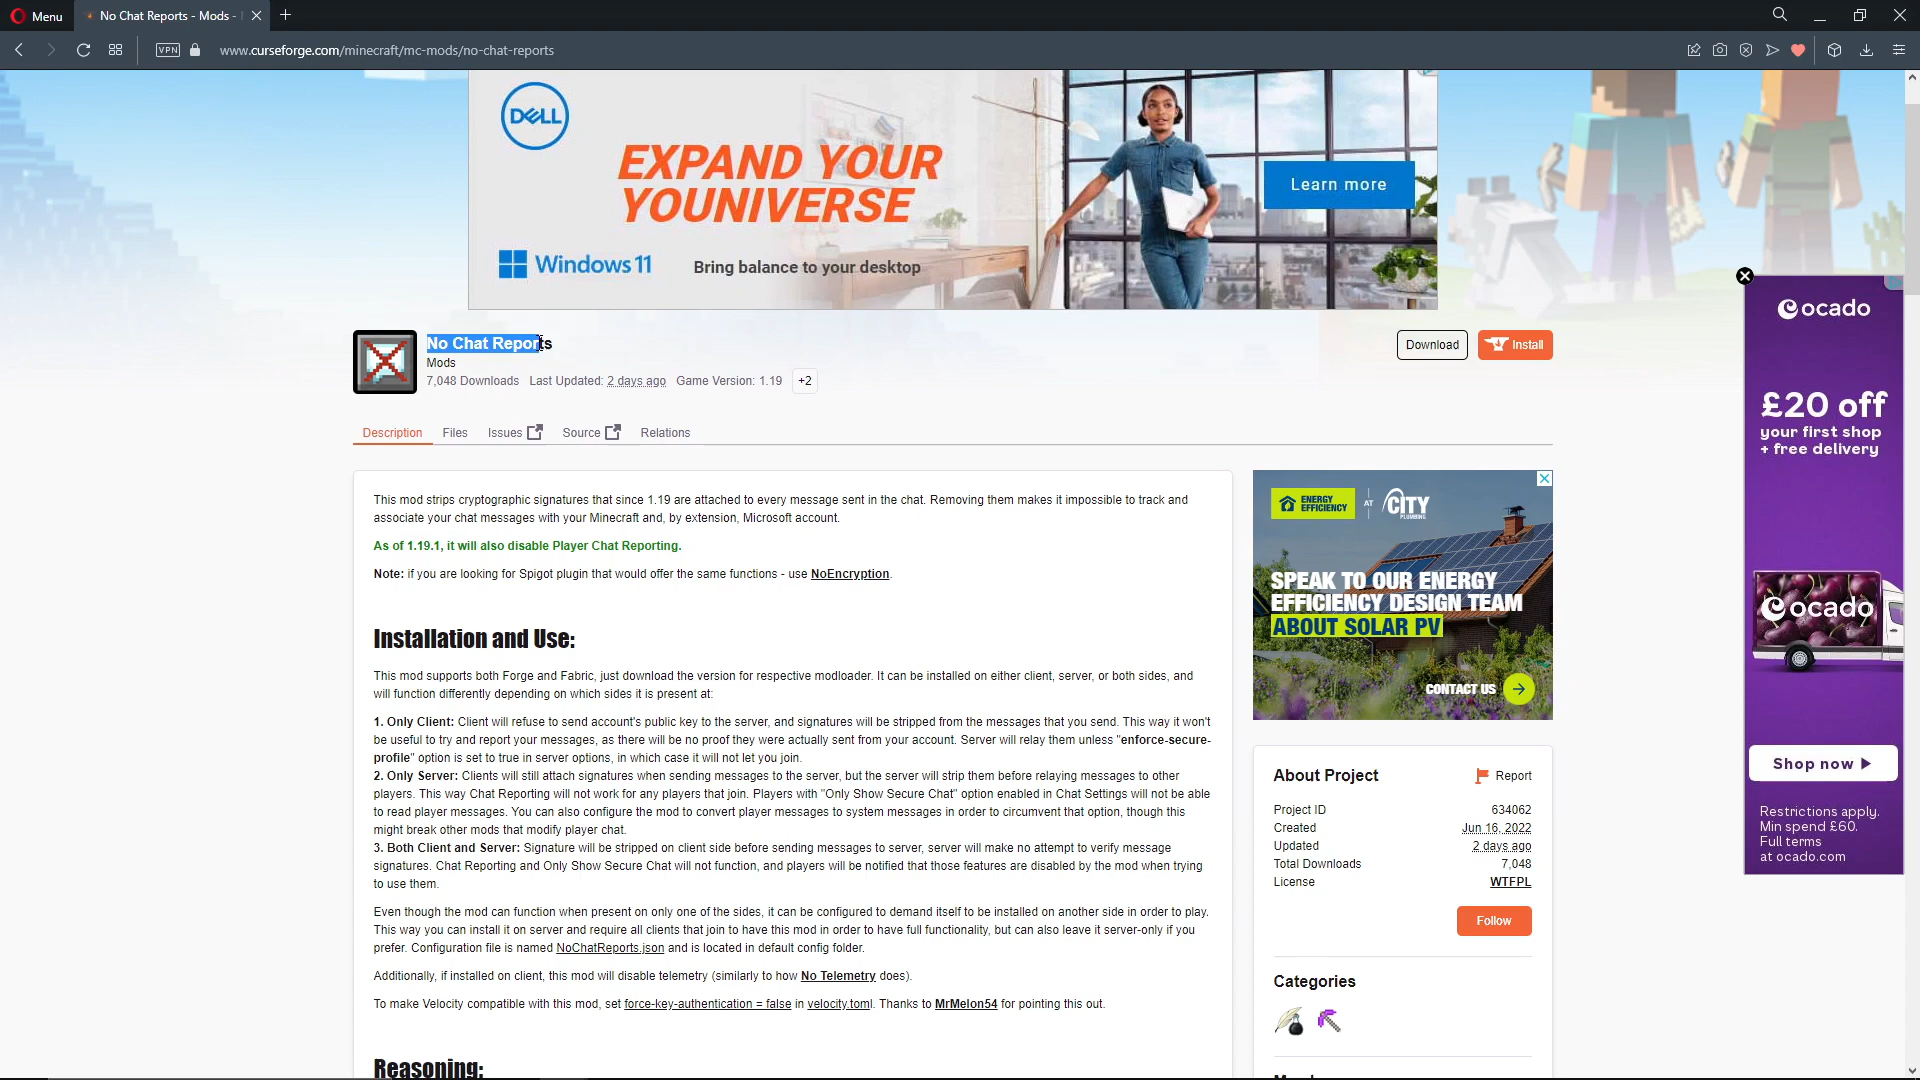 Menu
No Chat Reports - Mods -
VPN
www.curseforge.com/minecraft/mc-mods/no-chat-reports
DELL
EXPAND YOUR
YOUNIVERSE
Learn more
Windows 11
Bring balance to your desktop
No Chat Reports
Mods
7,048 Downloads Last Updated: 2 days ago Game Version: 1.19 +2
Download
Install
Description Files Issues Source Relations
This mod strips cryptographic signatures that since 1.19 are attached to every message sent in the chat. Removing them makes it impossible to track and
associate your chat messages with your Minecraft and, by extension, Microsoft account.
As of 1.19.1, it will also disable Player Chat Reporting.
Note: if you are looking for Spigot plugin that would offer the same functions - use NoEncryption.
Installation and Use:
This mod supports both Forge and Fabric, just download the version for respective modloader. It can be installed on either client, server, or both sides, and
will function differently depending on which sides it is present at:
1. Only Client: Client will refuse to send account's public key to the server, and signatures will be stripped from the messages that you send. This way it won't
be useful to try and report your messages, as there will be no proof they were actually sent from your account. Server will relay them unless "enforce-secure-
profile" option is set to true in server options, in which case it will not let you join.
2. Only Server: Clients will still attach signatures when sending messages to the server, but the server will strip them before relaying messages to other
players. This way Chat Reporting will not work for any players that join. Players with "Only Show Secure Chat" option enabled in Chat Settings will not be able
to read player messages. You can also configure the mod to convert player messages to system messages in order to circumvent that option, though this
might break other mods that modify player chat.
3. Both Client and Server: Signature will be stripped on client side before sending messages to server, server will make no attempt to verify message
signatures. Chat Reporting and Only Show Secure Chat will not function, and players will be notified that those features are disabled by the mod when trying
to use them.
Even though the mod can function when present on only one of the sides, it can be configured to demand itself to be installed on another side in order to play.
This way you can install it on server and require all clients that join to have this mod in order to have full functionality, but can also leave it server-only if you
prefer. Configuration file is named NoChatReports.json and is located in default config folder.
Additionally, if installed on client, this mod will disable telemetry (similarly to how No Telemetry does).
To make Velocity compatible with this mod, set force-key-authentication = false in velocity.toml. Thanks to MrMelon54 for pointing this out.
Reasoning:
ENERGY
EFFICIENCY
AT
CITY
PLUMBING
SPEAK TO OUR ENERGY
EFFICIENCY DESIGN TEAM
ABOUT SOLAR PV
CONTACT US
About Project
Report
Project ID 634062
Created Jun 16, 2022
Updated 2 days ago
Total Downloads 7,048
License WTFPL
Follow
Categories
ocado
£20 off
your first shop
+ free delivery
ocado
Shop now
Restrictions apply.
Min spend £60.
Full terms
at ocado.com